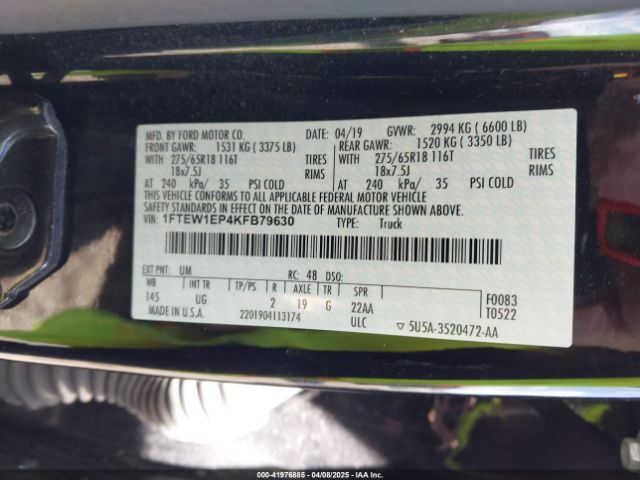 MFD. BY FORD MOTOR CO. DATE: 04/19 GVWR: 2994 KG ( 6600 LB)
FRONT GAWR: 1531 KG ( 3375 LB) REAR GAWR: 1520 KG ( 3350 LB)
WITH 275/65R18 116T TIRES WITH 275/65R18 116T TIRES
18x7.5J RIMS 18x7.5J RIMS
AT 240 kPa/ 35 PSI COLD AT 240 kPa/ 35 PSI COLD
THIS VEHICLE CONFORMS TO ALL APPLICABLE FEDERAL MOTOR VEHICLE
SAFETY STANDARDS IN EFFECT ON THE DATE OF MANUFACTURE SHOWN ABOVE.
VIN: 1FTEW1EP4KFB79630 TYPE: Truck
EXT PNT: UM RC: 48 DSO:
WB INT TR TP/PS R AXLE TR SPR F0083
145 UG 2 19 G 22AA T0522
MADE IN U.S.A. 2201904113174 ULC 5U5A-3520472-AA
000-41976885 04/08/2025 IAA Inc.